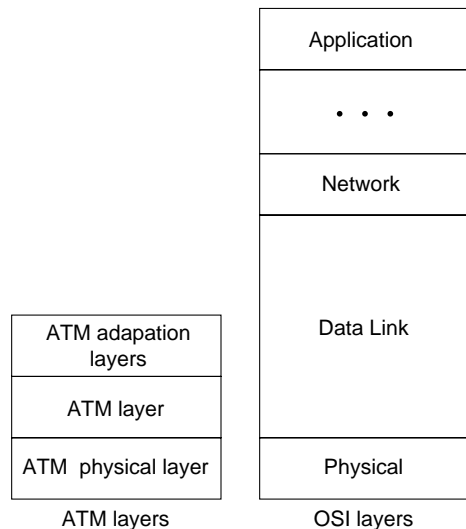 Application
. . .
Network
Data Link
Physical
OSI layers
ATM adapation
layers
ATM layer
ATM physical layer
ATM layers